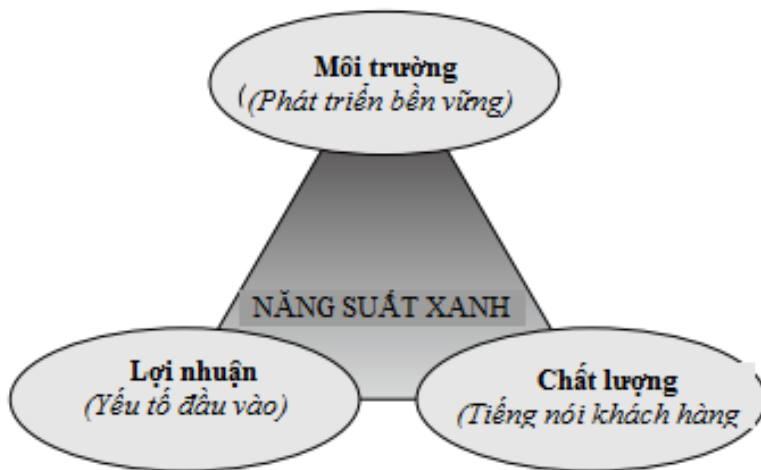 Môi trường
((Phát triển bền vững)
NĂNG SUẤT XANH
Lợi nhuận
(Yếu tố đầu vào)
Chất lượng
(Tiếng nói khách hàng